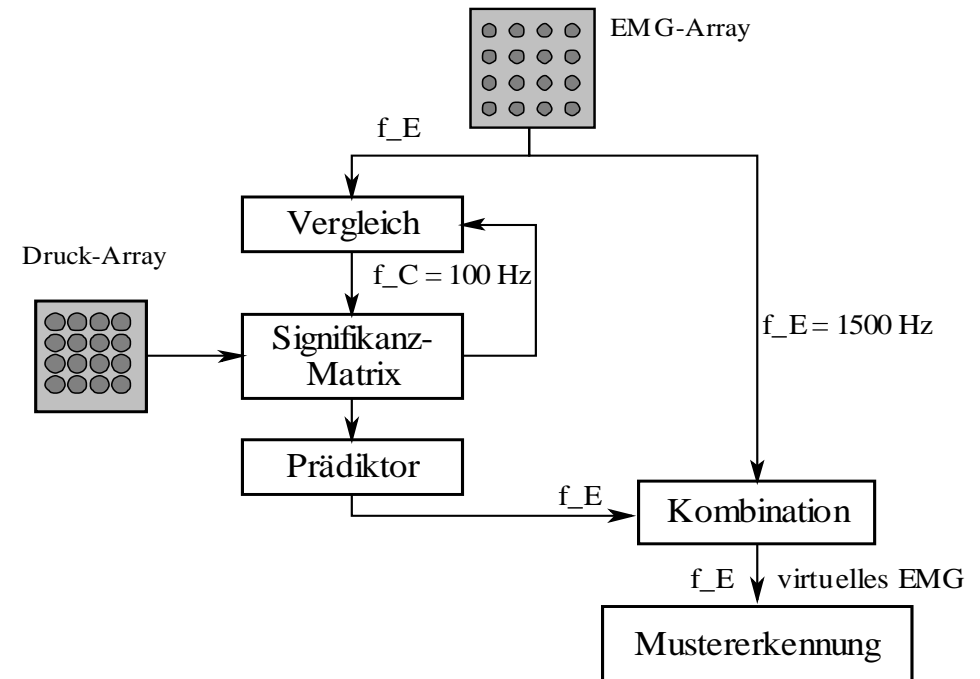 EMG-Array
f_E
Vergleich
Druck-Array
f_C = 100 Hz
Signifikanz-
Matrix
f_E = 1500 Hz
Prädiktor
f_E
Kombination
f_E virtuelles EMG
Mustererkennung